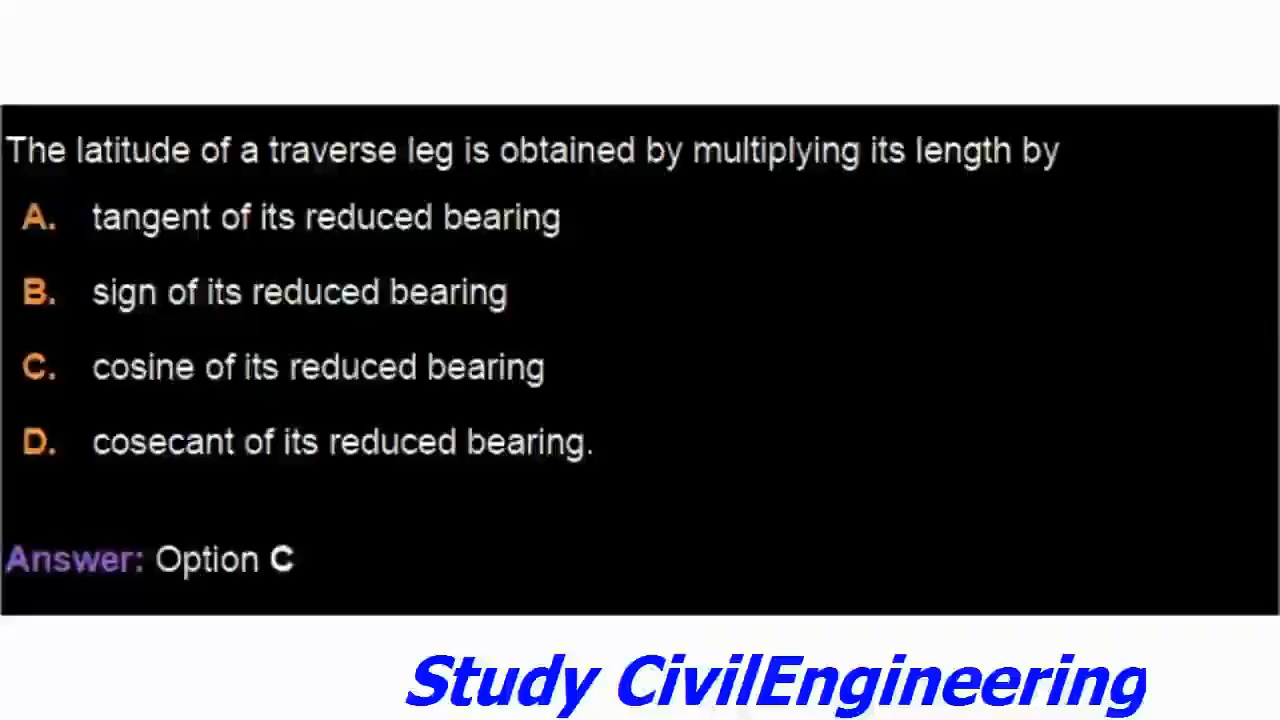 The latitude of a traverse leg is obtained by multiplying its length by
A. tangent of its reduced bearing
B. sign of its reduced bearing
C. cosine of its reduced bearing
D. cosecant of its reduced bearing.
Answer: Option C
Study CivilEngineering